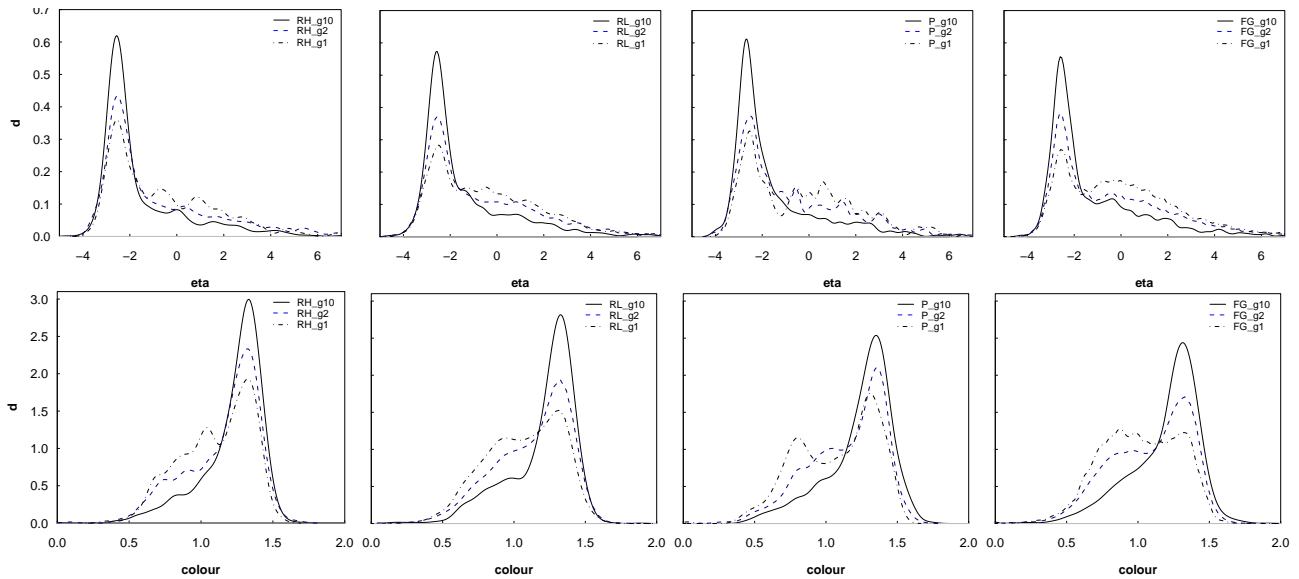 0.7
0.6
0.5
0.4
0.3
0.2
0.1
0.0
d
RH_g10
RH_g2
RH_g1
RL_g10
RL_g2
RL_g1
P_g10
P_g2
P_g1
FG_g10
FG_g2
FG_g1
−4 −2 0 2 4 6
−4 −2 0 2 4 6
−4 −2 0 2 4 6
−4 −2 0 2 4 6
eta eta eta eta
3.0
2.5
2.0
1.5
1.0
0.5
0.0
d
RH_g10
RH_g2
RH_g1
RL_g10
RL_g2
RL_g1
P_g10
P_g2
P_g1
FG_g10
FG_g2
FG_g1
0.0 0.5 1.0 1.5 2.0
0.0 0.5 1.0 1.5 2.0
0.0 0.5 1.0 1.5 2.0
0.0 0.5 1.0 1.5 2.0
colour colour colour colour